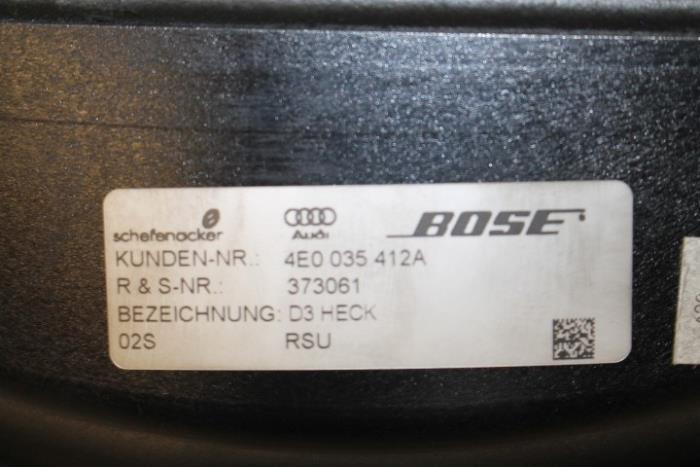 schefenacker Audi BOSE
KUNDEN-NR.: 4E0 035 412A
R & S-NR.: 373061
BEZEICHNUNG: D3 HECK
02S RSU